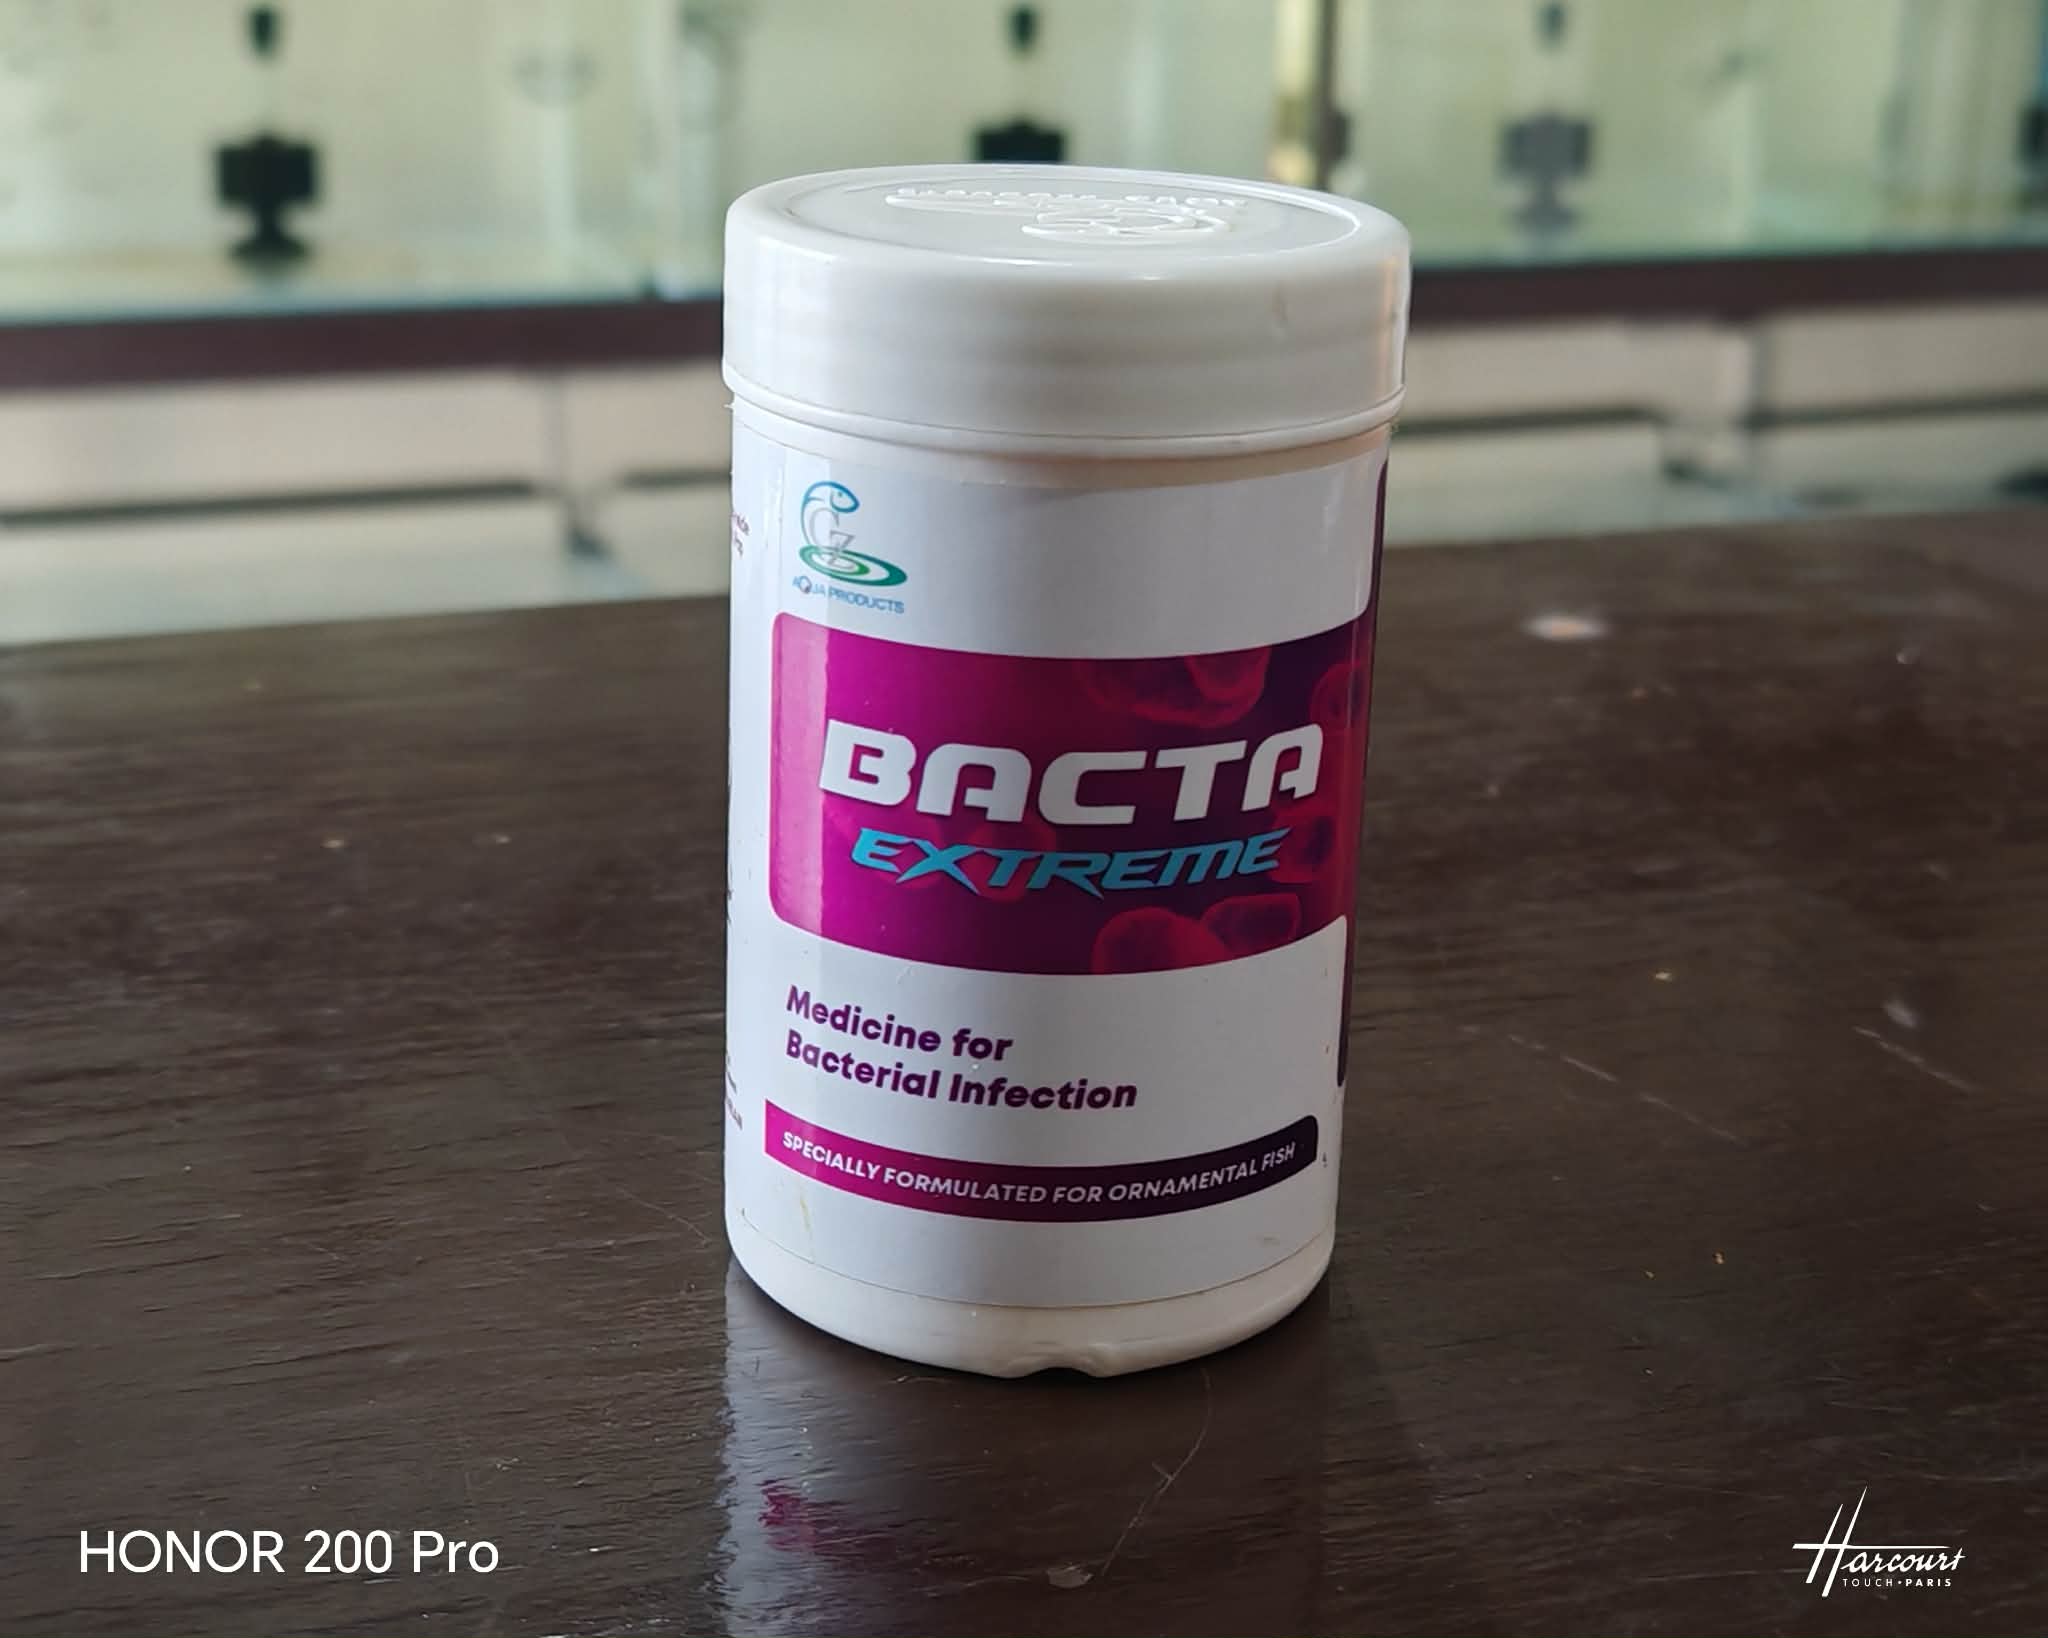 CZ
AQUA PRODUCTS
BACTA
EXTREME
Medicine for
Bacterial Infection
SPECIALLY FORMULATED FOR ORNAMENTAL FISH
HONOR 200 Pro
Harcourt
TOUCH • PARIS